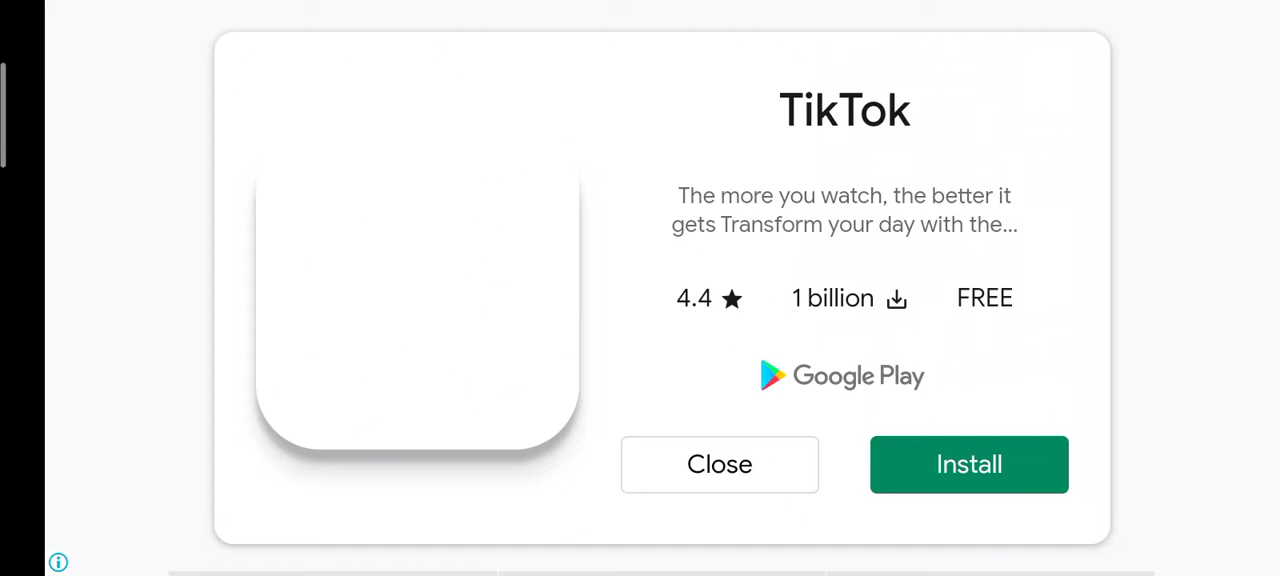 TikTok
The more you watch, the better it
gets Transform your day with the...
4.4 ★ 1 billion FREE
Google Play
Close Install